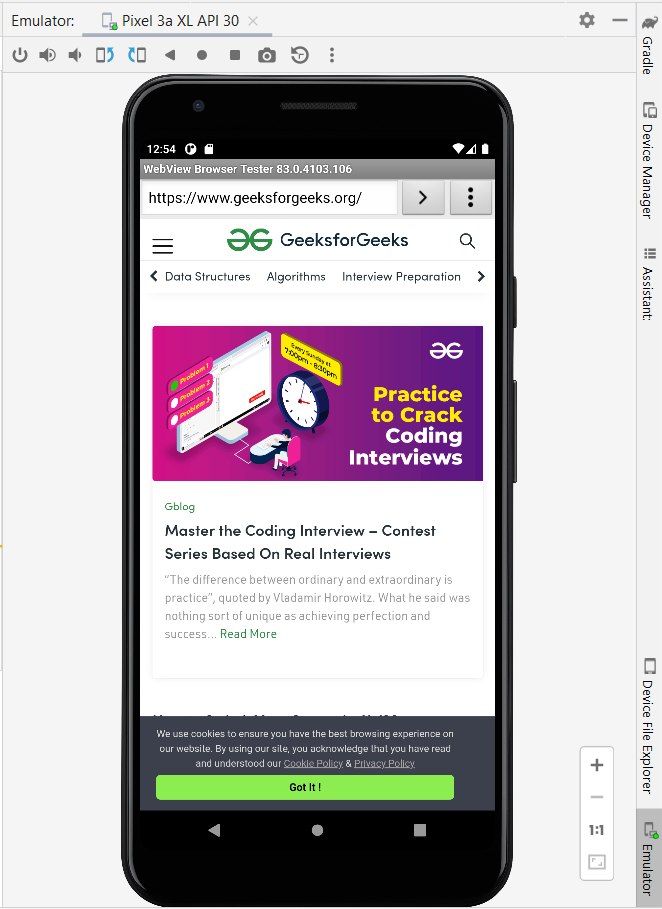 Emulator: Pixel 3a XL API 30
Gradle
Device Manager
Assistant:
12:54
WebView Browser Tester 83.0.4103.106
https://www.geeksforgeeks.org/
GeeksforGeeks
Data Structures Algorithms Interview Preparation
Problem 1
Problem 2
Problem 3
Every Sunday at
7:00pm - 8:30pm
Practice
to Crack
Coding
Interviews
Gblog
Master the Coding Interview – Contest
Series Based On Real Interviews
“The difference between ordinary and extraordinary is
practice”, quoted by Vladamir Horowitz. What he said was
nothing sort of unique as achieving perfection and
success... Read More
We use cookies to ensure you have the best browsing experience on
our website. By using our site, you acknowledge that you have read
and understood our Cookie Policy & Privacy Policy
Got It !
1:1
Device File Explorer
Emulator